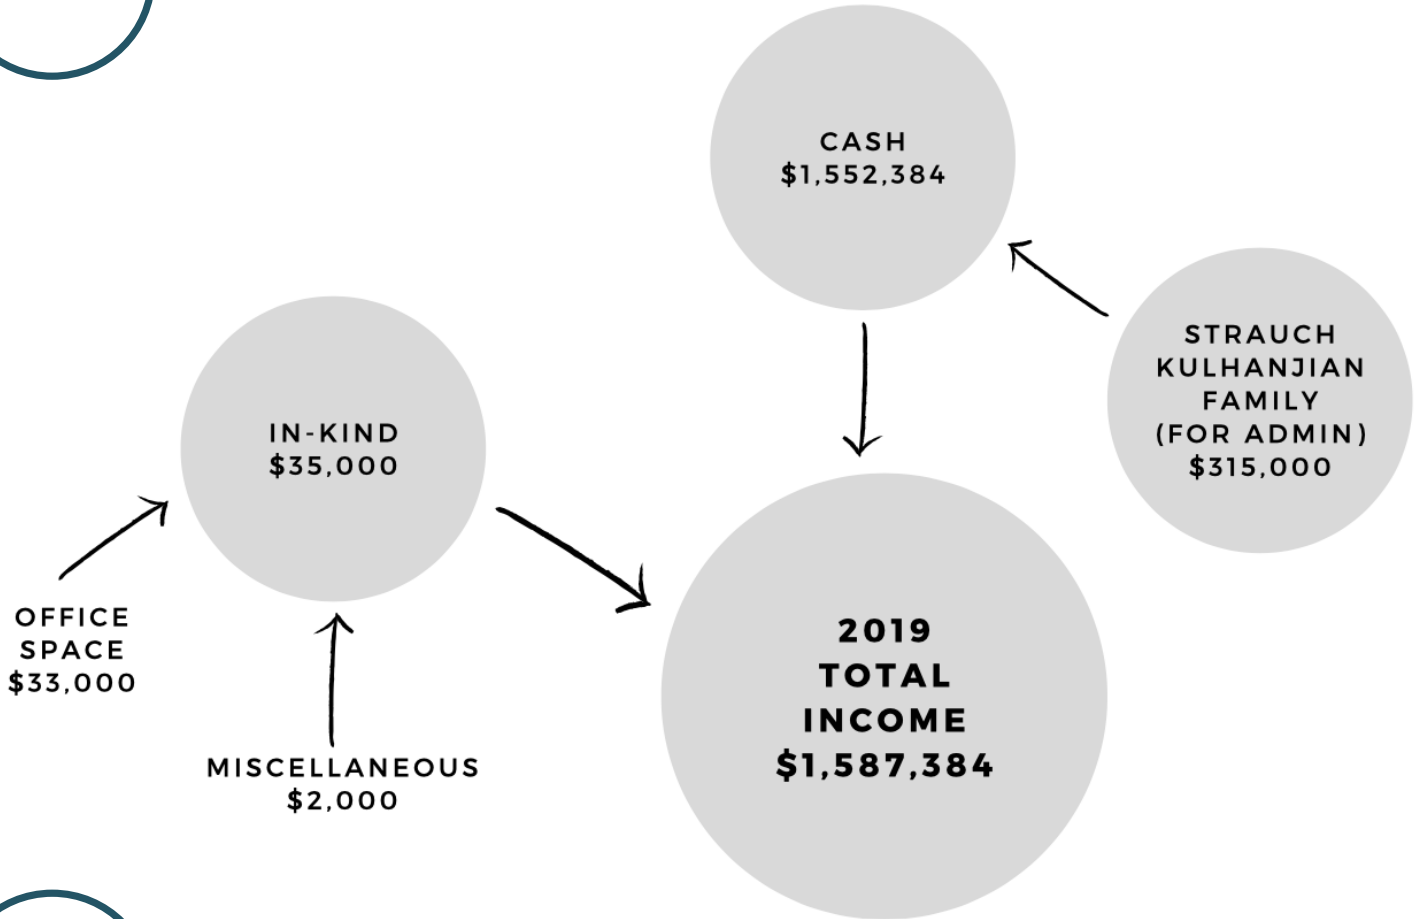 CASH
$1,552,384
STRAUCH
KULHANJIAN
FAMILY
(FOR ADMIN)
$315,000
IN-KIND
$35,000
OFFICE
SPACE
$33,000
MISCELLANEOUS
$2,000
2019
TOTAL
INCOME
$1,587,384